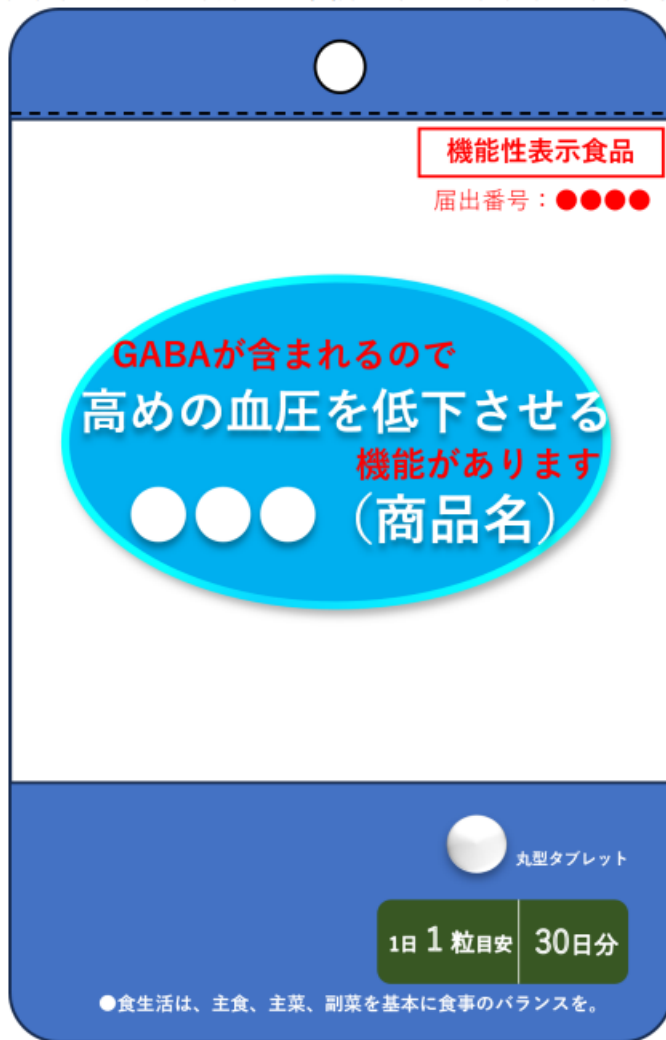 機能性表示食品
届出番号：●●●●
GABAが含まれるので
高めの血圧を低下させる
機能があります
●●●（商品名）
丸型タブレット
1日 1 粒目安 30日分
●食生活は、主食、主菜、副菜を基本に食事のバランスを。